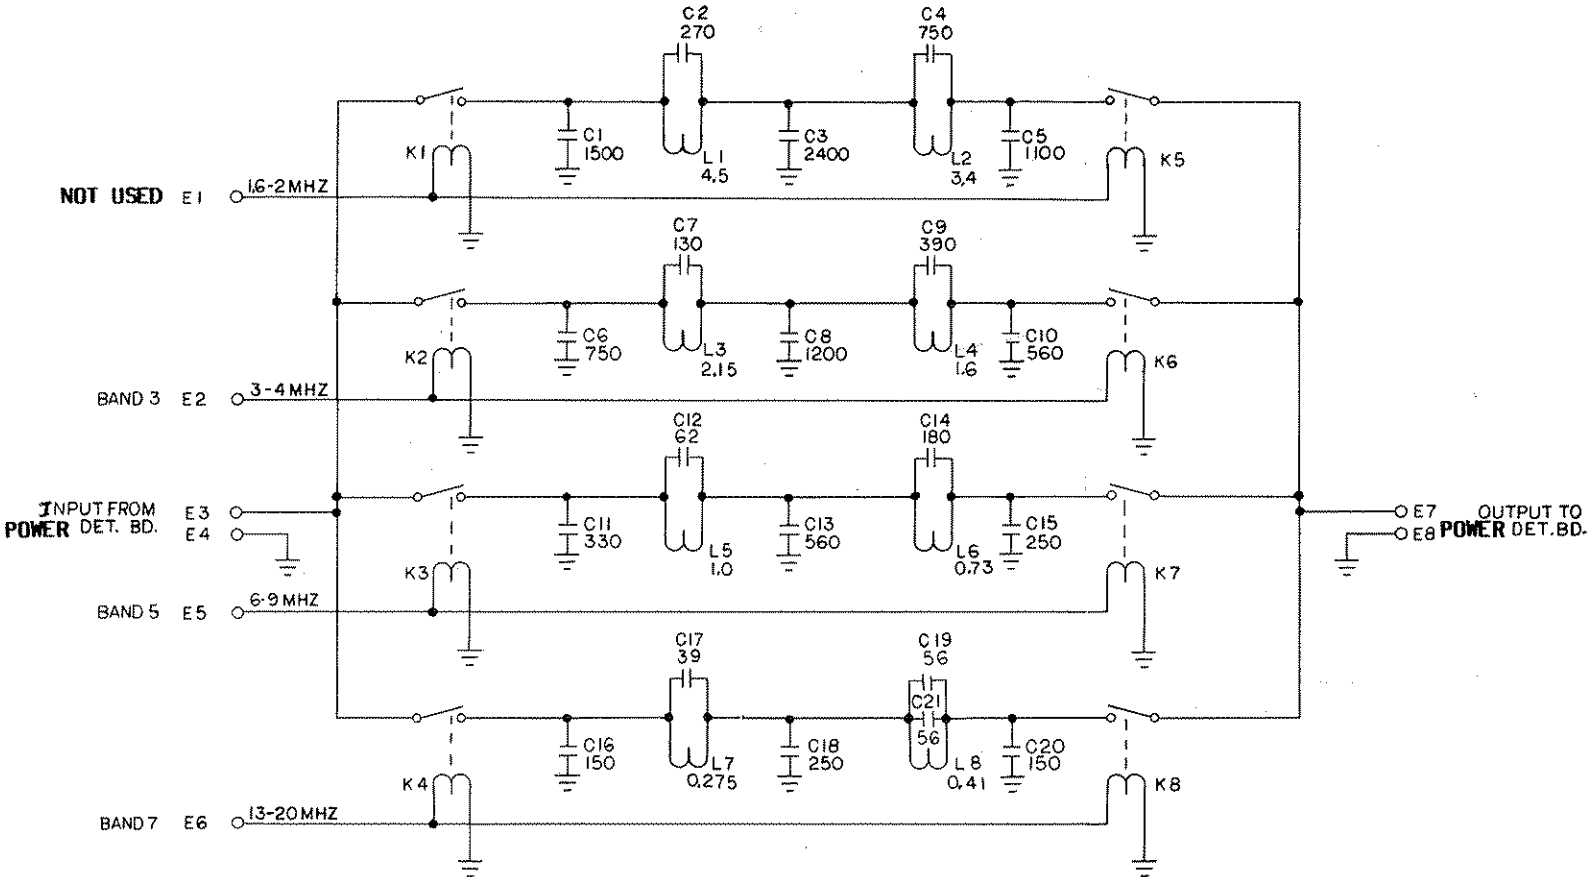 C2
270
C4
750
C1
1500
C3
2400
C5
1100
K1
L1
4.5
L2
3.4
K5
NOT USED E1 1.6-2 MHZ
C7
130
C9
390
C6
750
C8
1200
C10
560
K2
L3
2.15
L4
1.6
K6
BAND 3 E2 3-4 MHZ
C12
62
C14
180
INPUT FROM E3
POWER DET. BD. E4
C11
330
C13
560
C15
250
E7 OUTPUT TO
E8 POWER DET. BD.
K3
L5
1.0
L6
0.73
K7
BAND 5 E5 6-9 MHZ
C17
39
C19
56
C21
56
C16
150
C18
250
C20
150
K4
L7
0.275
L8
0.41
K8
BAND 7 E6 13-20 MHZ